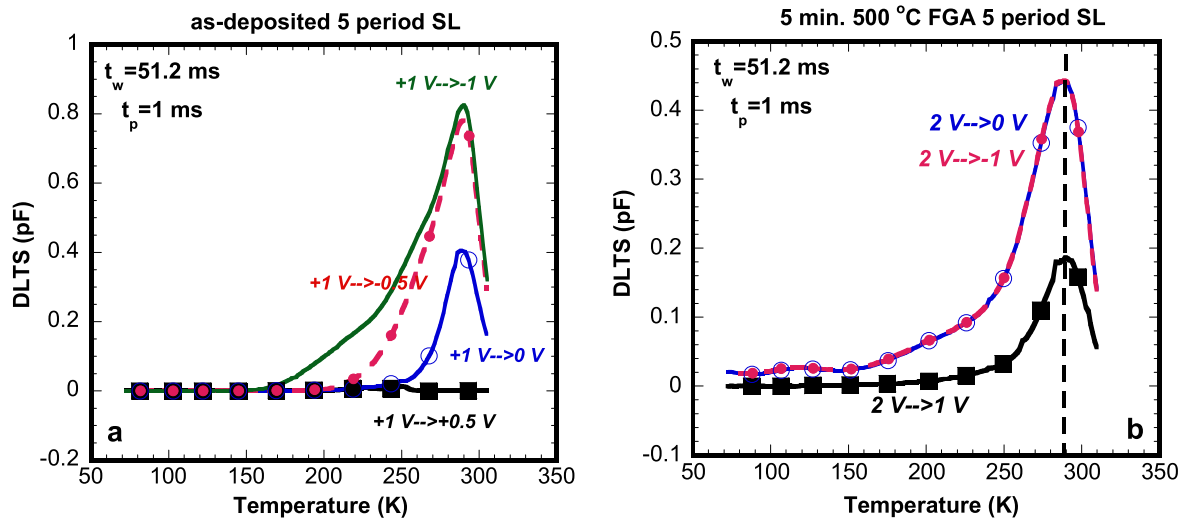 as-deposited 5 period SL
1
0.8
0.6
0.4
0.2
0
-0.2
DLTS (pF)
t_w=51.2 ms
t_p=1 ms
+1 V-->-1 V
+1 V-->-0.5 V
+1 V-->0 V
+1 V-->+0.5 V
a
50 100 150 200 250 300 350
Temperature (K)
5 min. 500 °C FGA 5 period SL
0.5
0.4
0.3
0.2
0.1
0
-0.1
DLTS (pF)
t_w=51.2 ms
t_p=1 ms
2 V-->0 V
2 V-->-1 V
2 V-->1 V
b
50 100 150 200 250 300 350
Temperature (K)